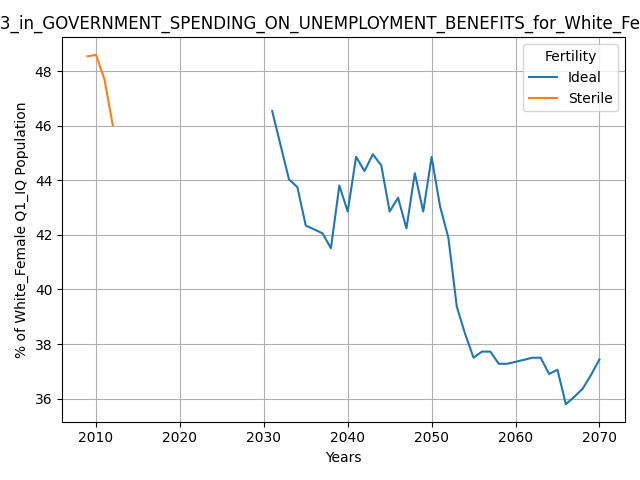 3_in_GOVERNMENT_SPENDING_ON_UNEMPLOYMENT_BENEFITS_for_White_Fe
Fertility
Ideal
Sterile
% of White_Female Q1_IQ Population
48
46
44
42
40
38
36
2010 2020 2030 2040 2050 2060 2070
Years